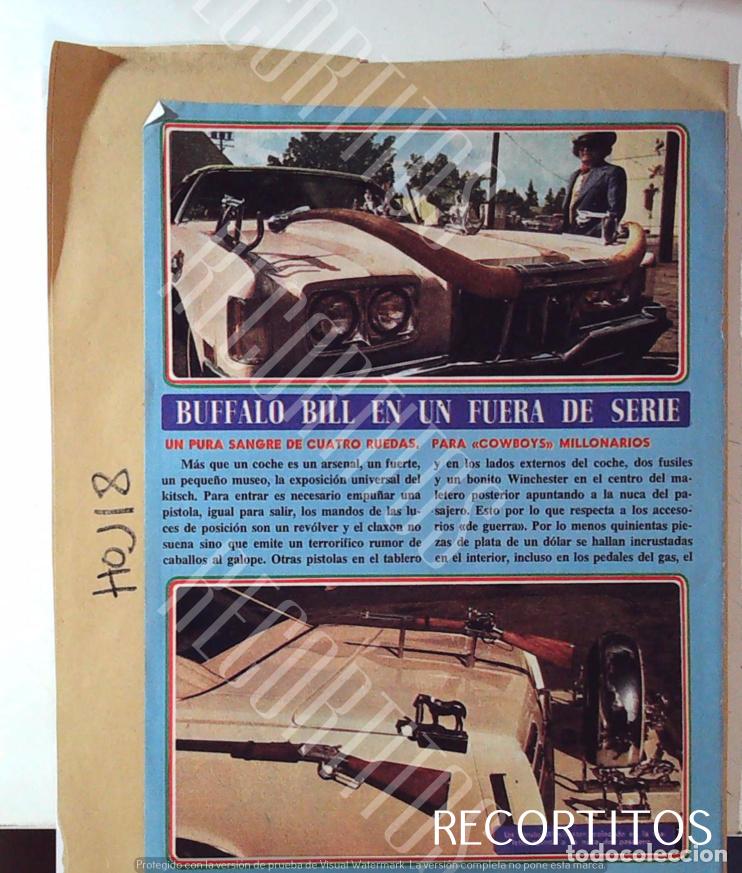 BUFFALO BILL EN UN FUERA DE SERIE
UN PURA SANGRE DE CUATRO RUEDAS, PARA «COWBOYS» MILLONARIOS
Más que un coche es un arsenal, un fuerte,
un pequeño museo, la exposición universal del
kitsch. Para entrar es necesario empuñar una
pistola, igual para salir, los mandos de las lu-
ces de posición son un revólver y el claxon no
suena sino que emite un terrorífico rumor de
caballos al galope. Otras pistolas en el tablero
y en los lados externos del coche, dos fusiles
y un bonito Winchester en el centro del ma-
letero posterior apuntando a la nuca del pa-
sajero. Esto por lo que respecta a los acceso-
rios «de guerra». Por lo menos quinientas pie-
zas de plata de un dólar se hallan incrustadas
en el interior, incluso en los pedales del gas, el
HOJ18
RECORTITOS
RECORTITOS
RECORTITOS
RECORTITOS
RECORTITOS
todocoleccion
Protegido con la versión de prueba de Visual Watermark. La versión completa no pone esta marca.